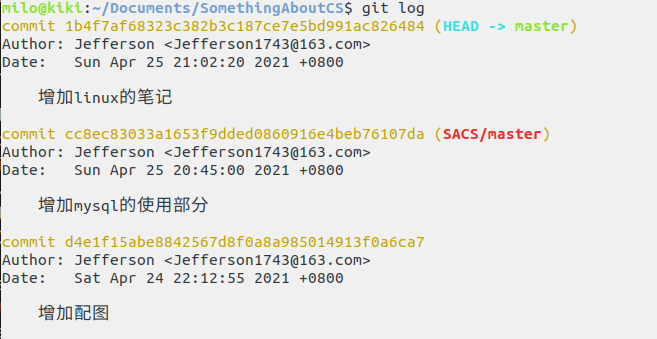 milo@kiki:~/Documents/SomethingAboutCS$ git log
commit 1b4f7af68323c382b3c187ce7e5bd991ac826484 (HEAD -> master)
Author: Jefferson <Jefferson1743@163.com>
Date:   Sun Apr 25 21:02:20 2021 +0800
增加linux的笔记
commit cc8ec83033a1653f9dded0860916e4beb76107da (SACS/master)
Author: Jefferson <Jefferson1743@163.com>
Date:   Sun Apr 25 20:45:00 2021 +0800
增加mysql的使用部分
commit d4e1f15abe8842567d8f0a8a985014913f0a6ca7
Author: Jefferson <Jefferson1743@163.com>
Date:   Sat Apr 24 22:12:55 2021 +0800
增加配图